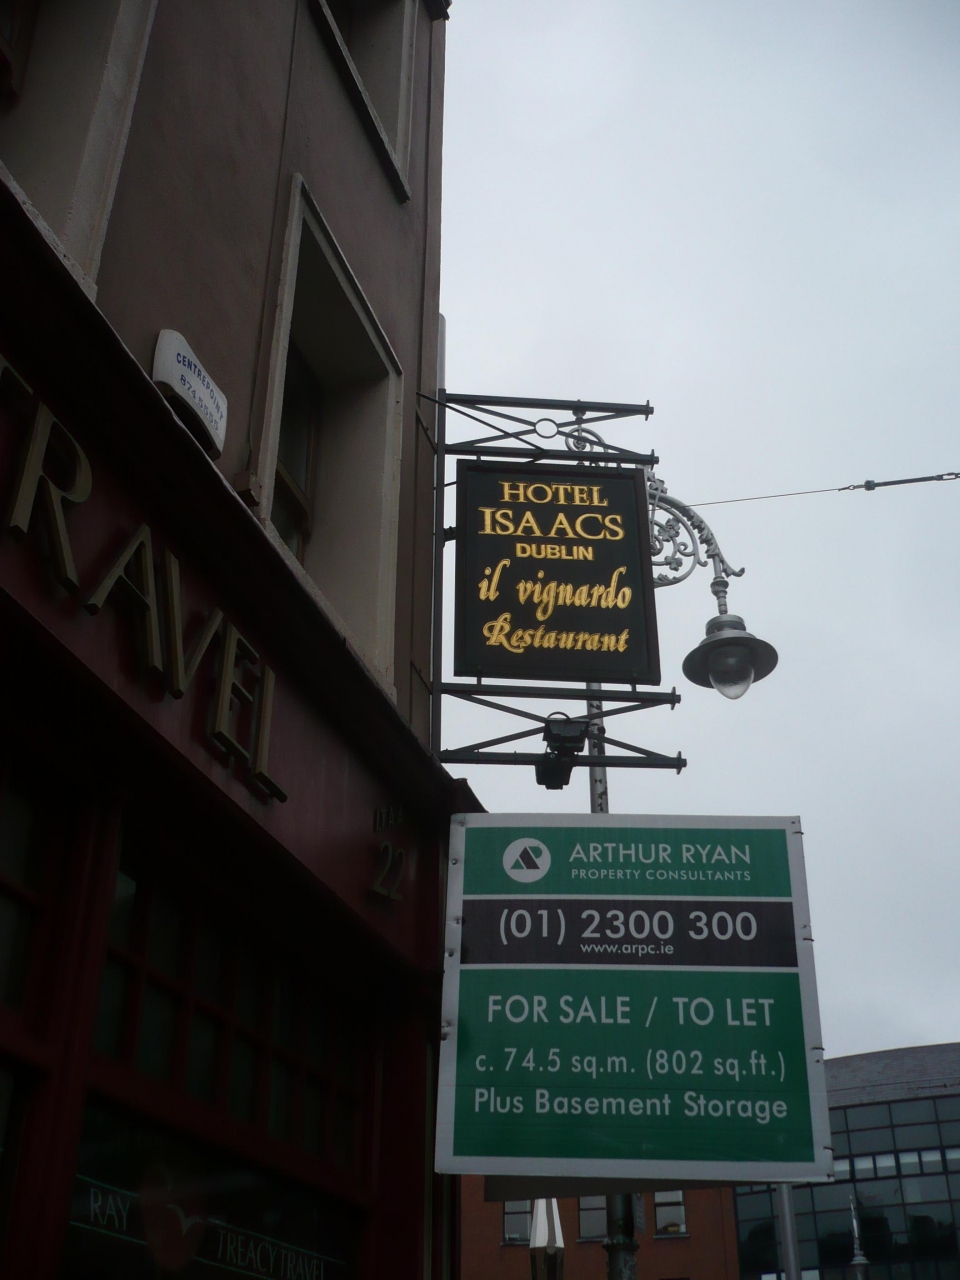 CENTREPOINT
8745555
TRAVEL
22
HOTEL
ISAACS
DUBLIN
il vignardo
Restaurant
ARTHUR RYAN
PROPERTY CONSULTANTS
(01) 2300 300
www.arpc.ie
FOR SALE / TO LET
c. 74.5 sq.m. (802 sq.ft.)
Plus Basement Storage
RAY
TREACY TRAVEL